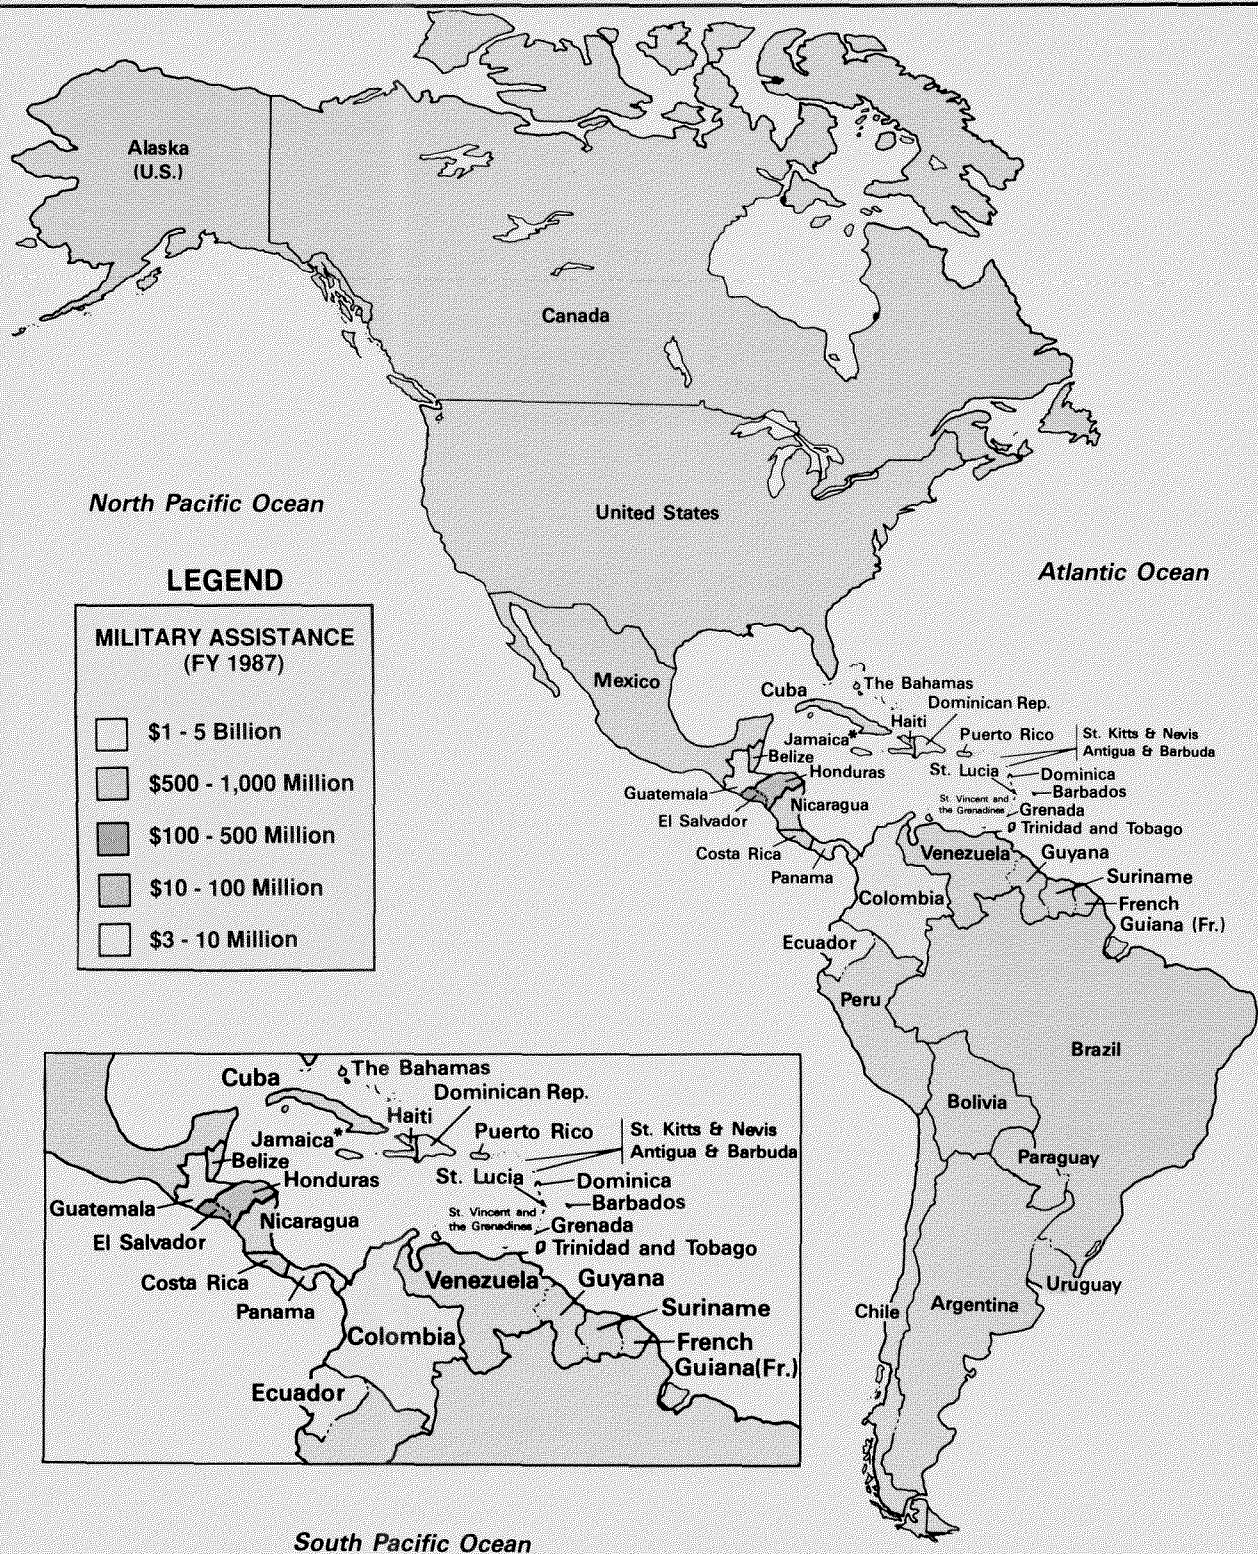 Alaska
(U.S.)
Canada
North Pacific Ocean
United States
Atlantic Ocean
LEGEND
MILITARY ASSISTANCE
(FY 1987)
$1 - 5 Billion
$500 - 1,000 Million
$100 - 500 Million
$10 - 100 Million
$3 - 10 Million
Mexico
Cuba
The Bahamas
Dominican Rep.
Haiti
Jamaica*
Puerto Rico
St. Kitts & Nevis
Antigua & Barbuda
Belize
St. Lucia
Dominica
Honduras
Barbados
Guatemala
Nicaragua
St. Vincent and
the Grenadines
Grenada
El Salvador
Trinidad and Tobago
Costa Rica
Venezuela
Guyana
Panama
Suriname
Colombia
French
Guiana (Fr.)
Ecuador
Peru
Brazil
Bolivia
Paraguay
Uruguay
Chile
Argentina
Cuba
The Bahamas
Dominican Rep.
Haiti
Jamaica*
Puerto Rico
St. Kitts & Nevis
Antigua & Barbuda
Belize
St. Lucia
Dominica
Honduras
Barbados
Guatemala
Nicaragua
St. Vincent and
the Grenadines
Grenada
El Salvador
Trinidad and Tobago
Costa Rica
Venezuela
Guyana
Panama
Suriname
Colombia
French
Guiana(Fr.)
Ecuador
South Pacific Ocean